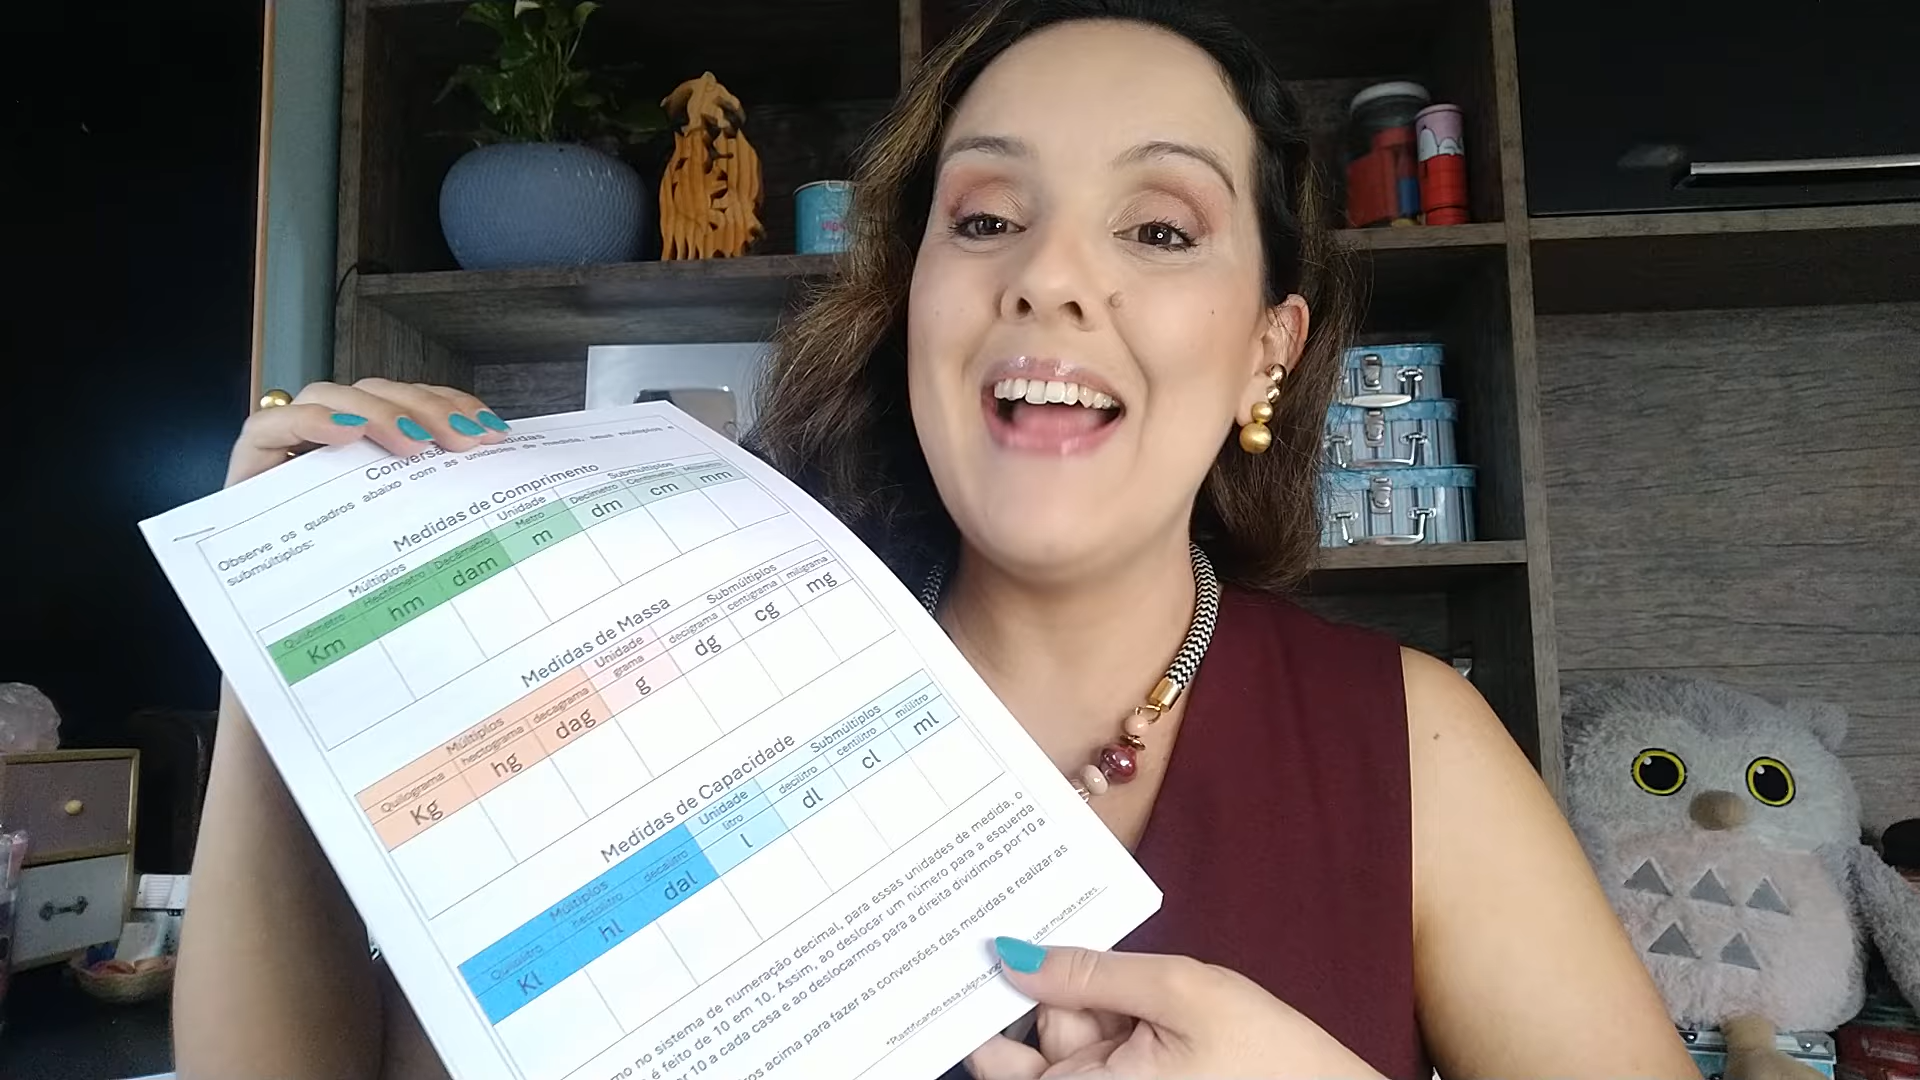 Conversã edidas
Observe os quadros abaixo com as unidades de medida, seus múltiplos e
submúltiplos:
Medidas de Comprimento
Múltiplos Unidade Submúltiplos
Quilômetro Hectômetro Decâmetro Metro Decímetro Centímetro Milímetro
Km hm dam m dm cm mm
Medidas de Massa
Múltiplos Unidade Submúltiplos
Quilograma hectograma decagrama grama decigrama centigrama miligrama
Kg hg dag g dg cg mg
Medidas de Capacidade
Múltiplos Unidade Submúltiplos
Quilolitro hectolitro decalitro litro decilitro centilitro mililitro
Kl hl dal l dl cl ml
mo no sistema de numeração decimal, para essas unidades de medida, o
é feito de 10 em 10. Assim, ao deslocar um número para a esquerda
or 10 a cada casa e ao deslocarmos para a direita dividimos por 10 a
ros acima para fazer as conversões das medidas e realizar as
*Plastificando essa página usar muitas vezes.